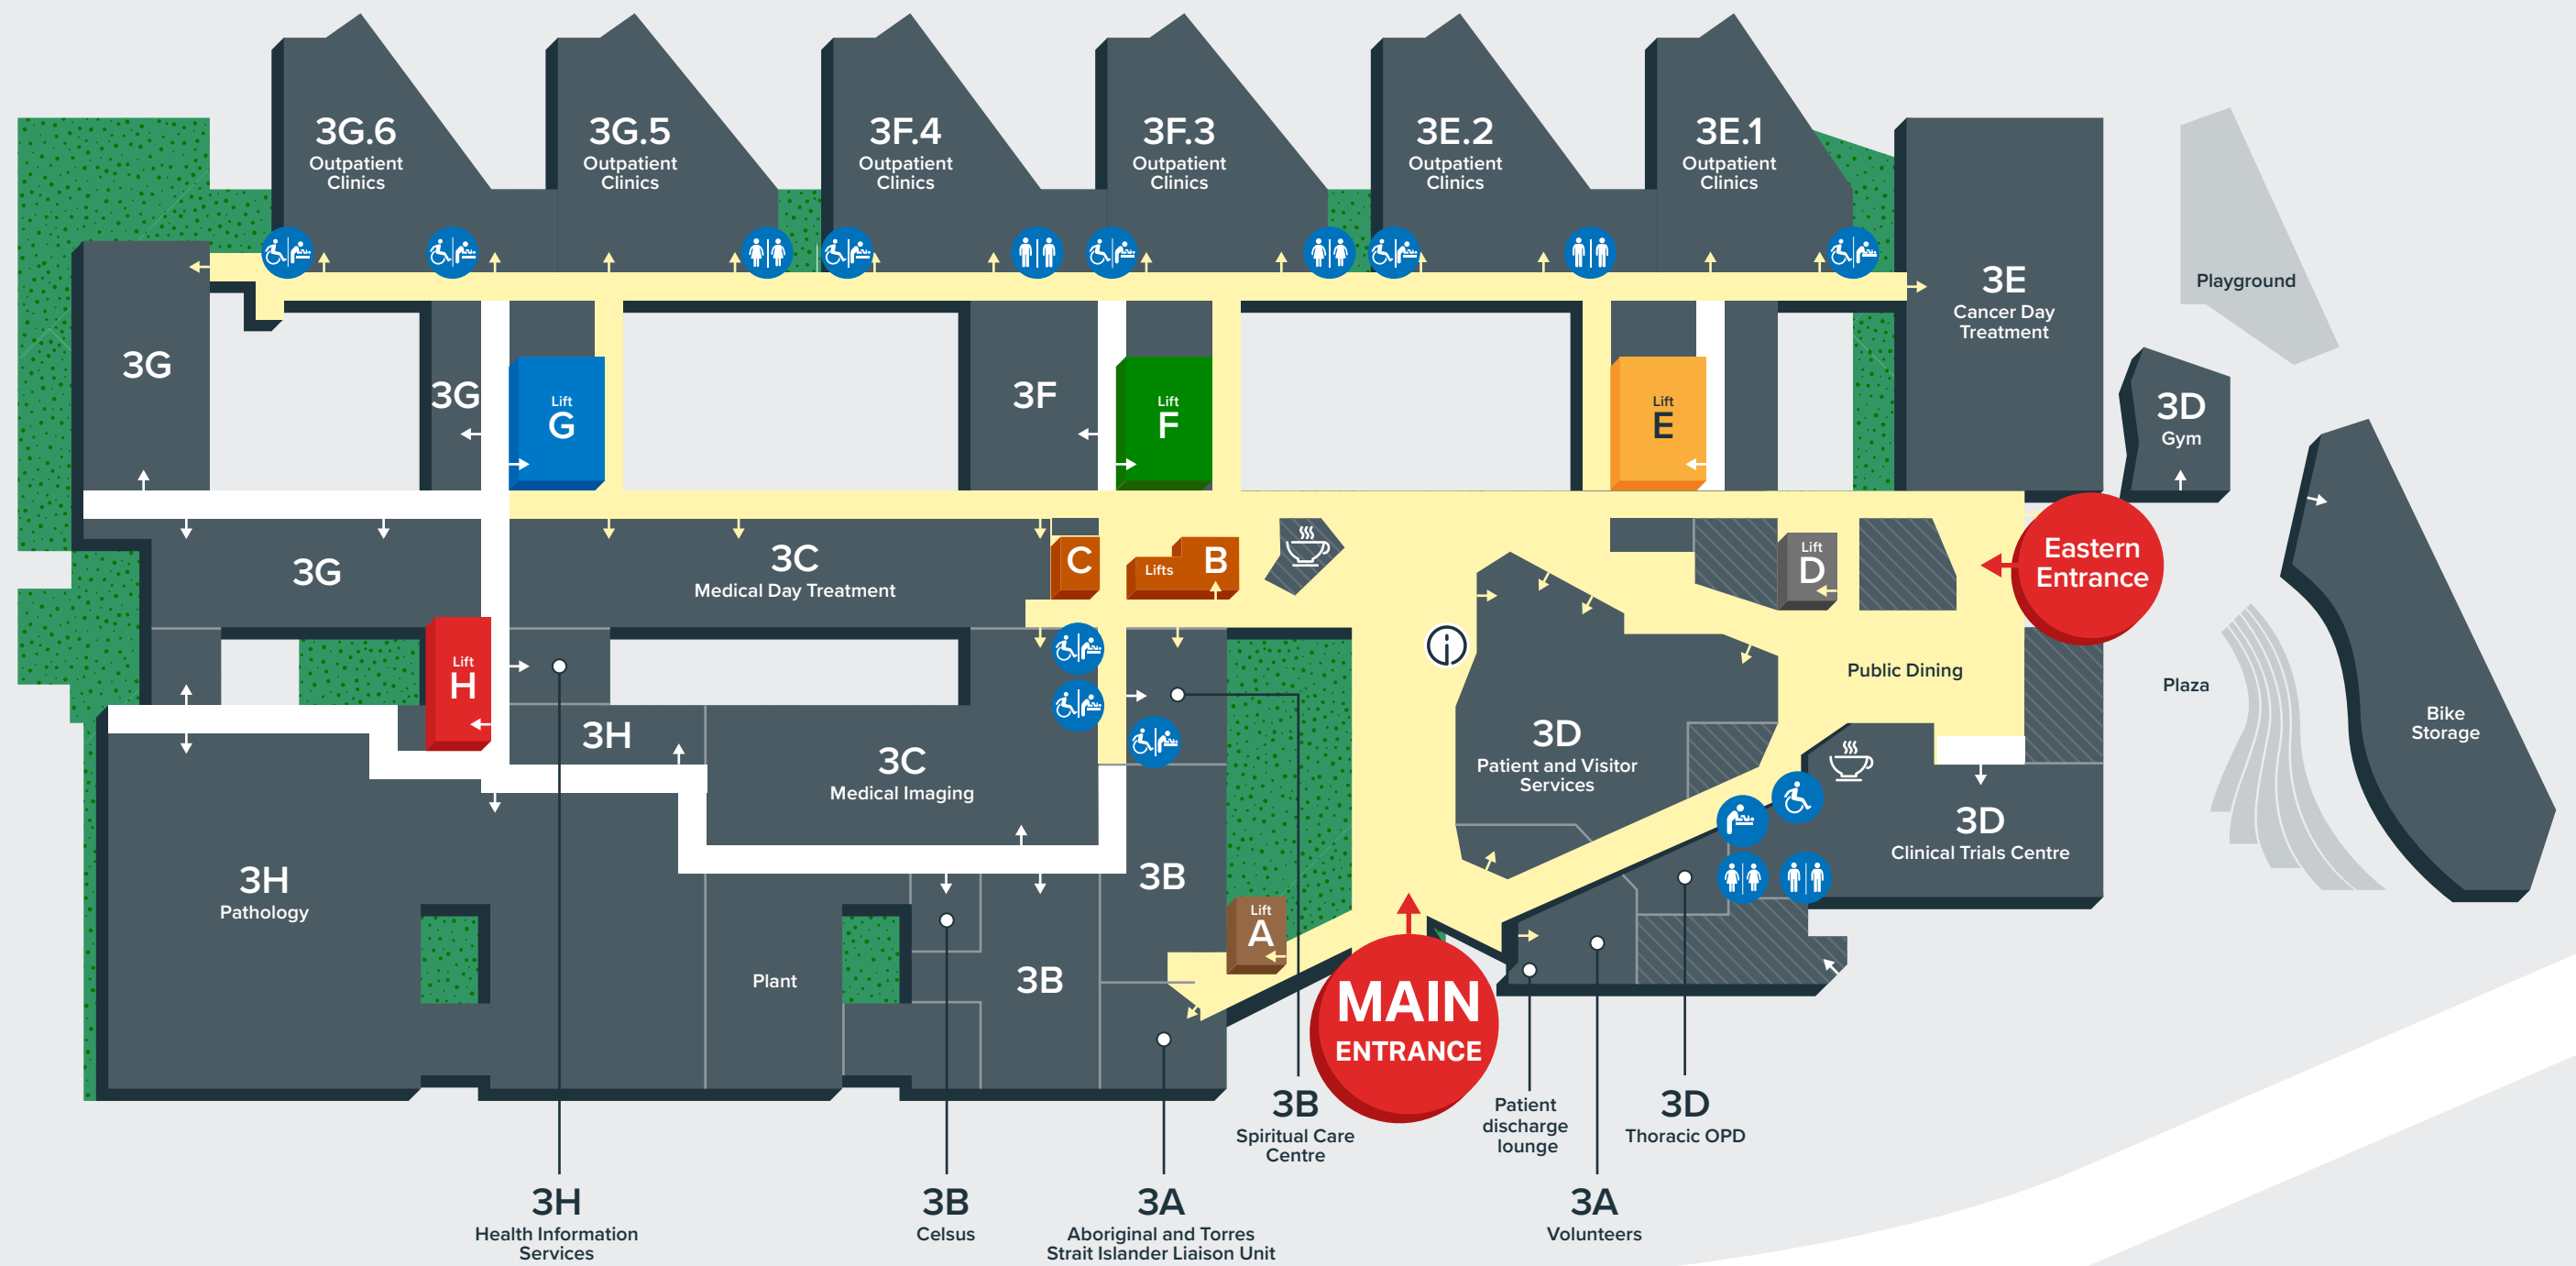 3G.6
Outpatient
Clinics
3G.5
Outpatient
Clinics
3F.4
Outpatient
Clinics
3F.3
Outpatient
Clinics
3E.2
Outpatient
Clinics
3E.1
Outpatient
Clinics
3E
Cancer Day
Treatment
Playground
3G
3G
Lift
G
3F
Lift
F
Lift
E
3D
Gym
3G
3C
Medical Day Treatment
C
Lifts B
Lift
D
Eastern
Entrance
Lift
H
Public Dining
Plaza
Bike
Storage
3H
3C
Medical Imaging
3D
Patient and Visitor
Services
3D
Clinical Trials Centre
3H
Pathology
3B
Lift
A
Plant
3B
MAIN
ENTRANCE
3B
Spiritual Care
Centre
Patient
discharge
lounge
3D
Thoracic OPD
3H
Health Information
Services
3B
Celsus
3A
Aboriginal and Torres
Strait Islander Liaison Unit
3A
Volunteers